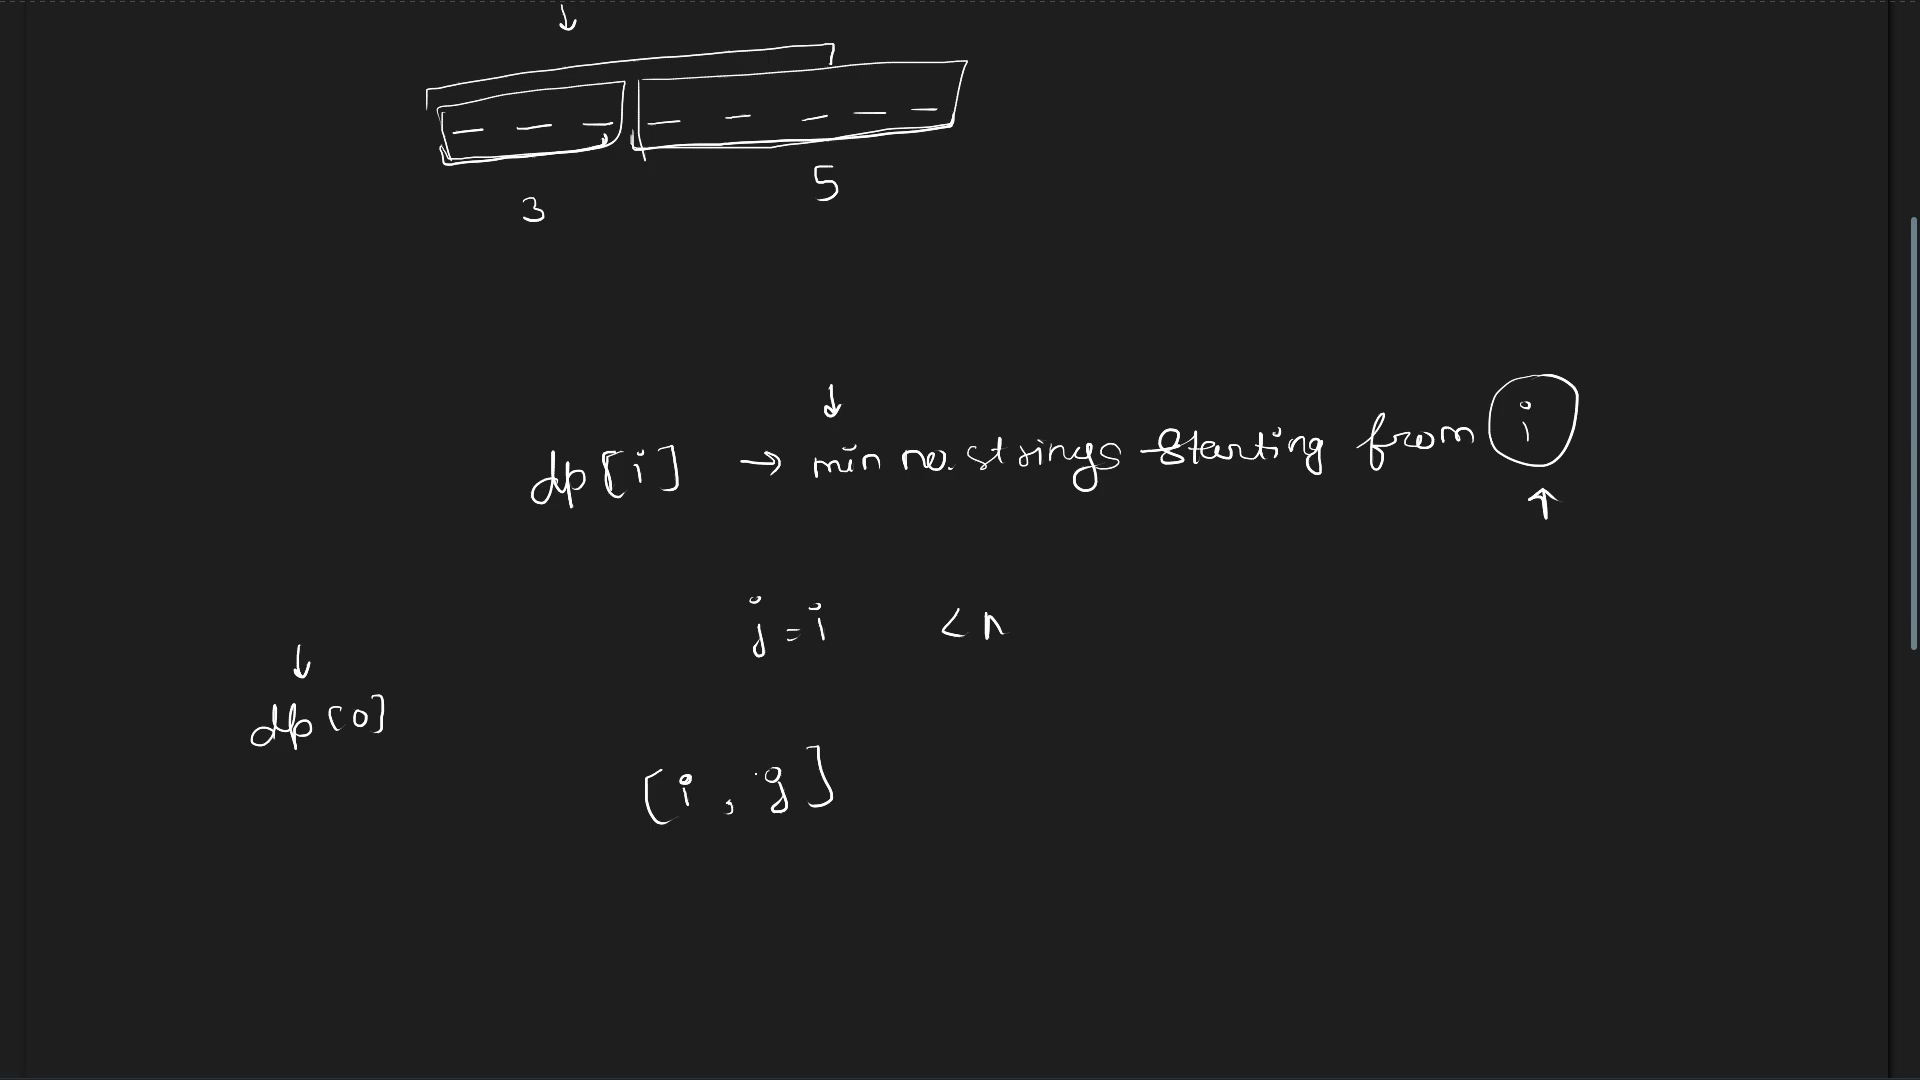 3 5
dp[i] → min no. strings starting from i
j = i < n
dp[0]
[i, j]